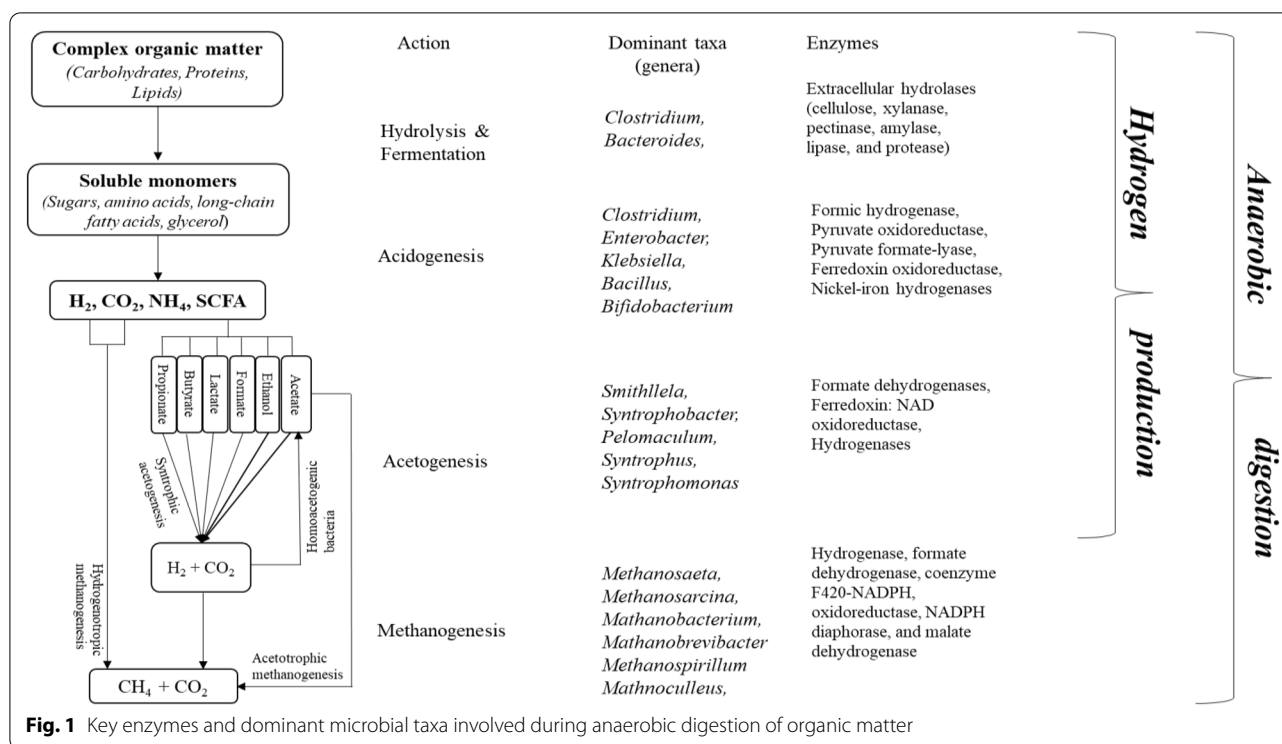 Complex organic matter
(Carbohydrates, Proteins,
Lipids)
Soluble monomers
(Sugars, amino acids, long-chain
fatty acids, glycerol)
H₂, CO₂, NH₄, SCFA
Propionate
Butyrate
Lactate
Formate
Ethanol
Acetate
Syntrophic
acetogenesis
Homoacetogenic
bacteria
H₂ + CO₂
Hydrogenotropic
methanogenesis
Acetotrophic
methanogenesis
CH₄ + CO₂
Action
Hydrolysis &
Fermentation
Acidogenesis
Acetogenesis
Methanogenesis
Dominant taxa
(genera)
Clostridium,
Bacteroides,
Clostridium,
Enterobacter,
Klebsiella,
Bacillus,
Bifidobacterium
Smithllela,
Syntrophobacter,
Pelomaculum,
Syntrophus,
Syntrophomonas
Methanosaeta,
Methanosarcina,
Mathanobacterium,
Mathanobrevibacter
Methanospirillum
Mathnoculleus,
Enzymes
Extracellular hydrolases
(cellulose, xylanase,
pectinase, amylase,
lipase, and protease)
Formic hydrogenase,
Pyruvate oxidoreductase,
Pyruvate formate-lyase,
Ferredoxin oxidoreductase,
Nickel-iron hydrogenases
Formate dehydrogenases,
Ferredoxin: NAD
oxidoreductase,
Hydrogenases
Hydrogenase, formate
dehydrogenase, coenzyme
F420-NADPH,
oxidoreductase, NADPH
diaphorase, and malate
dehydrogenase
Hydrogen production
Anaerobic digestion
Fig. 1 Key enzymes and dominant microbial taxa involved during anaerobic digestion of organic matter